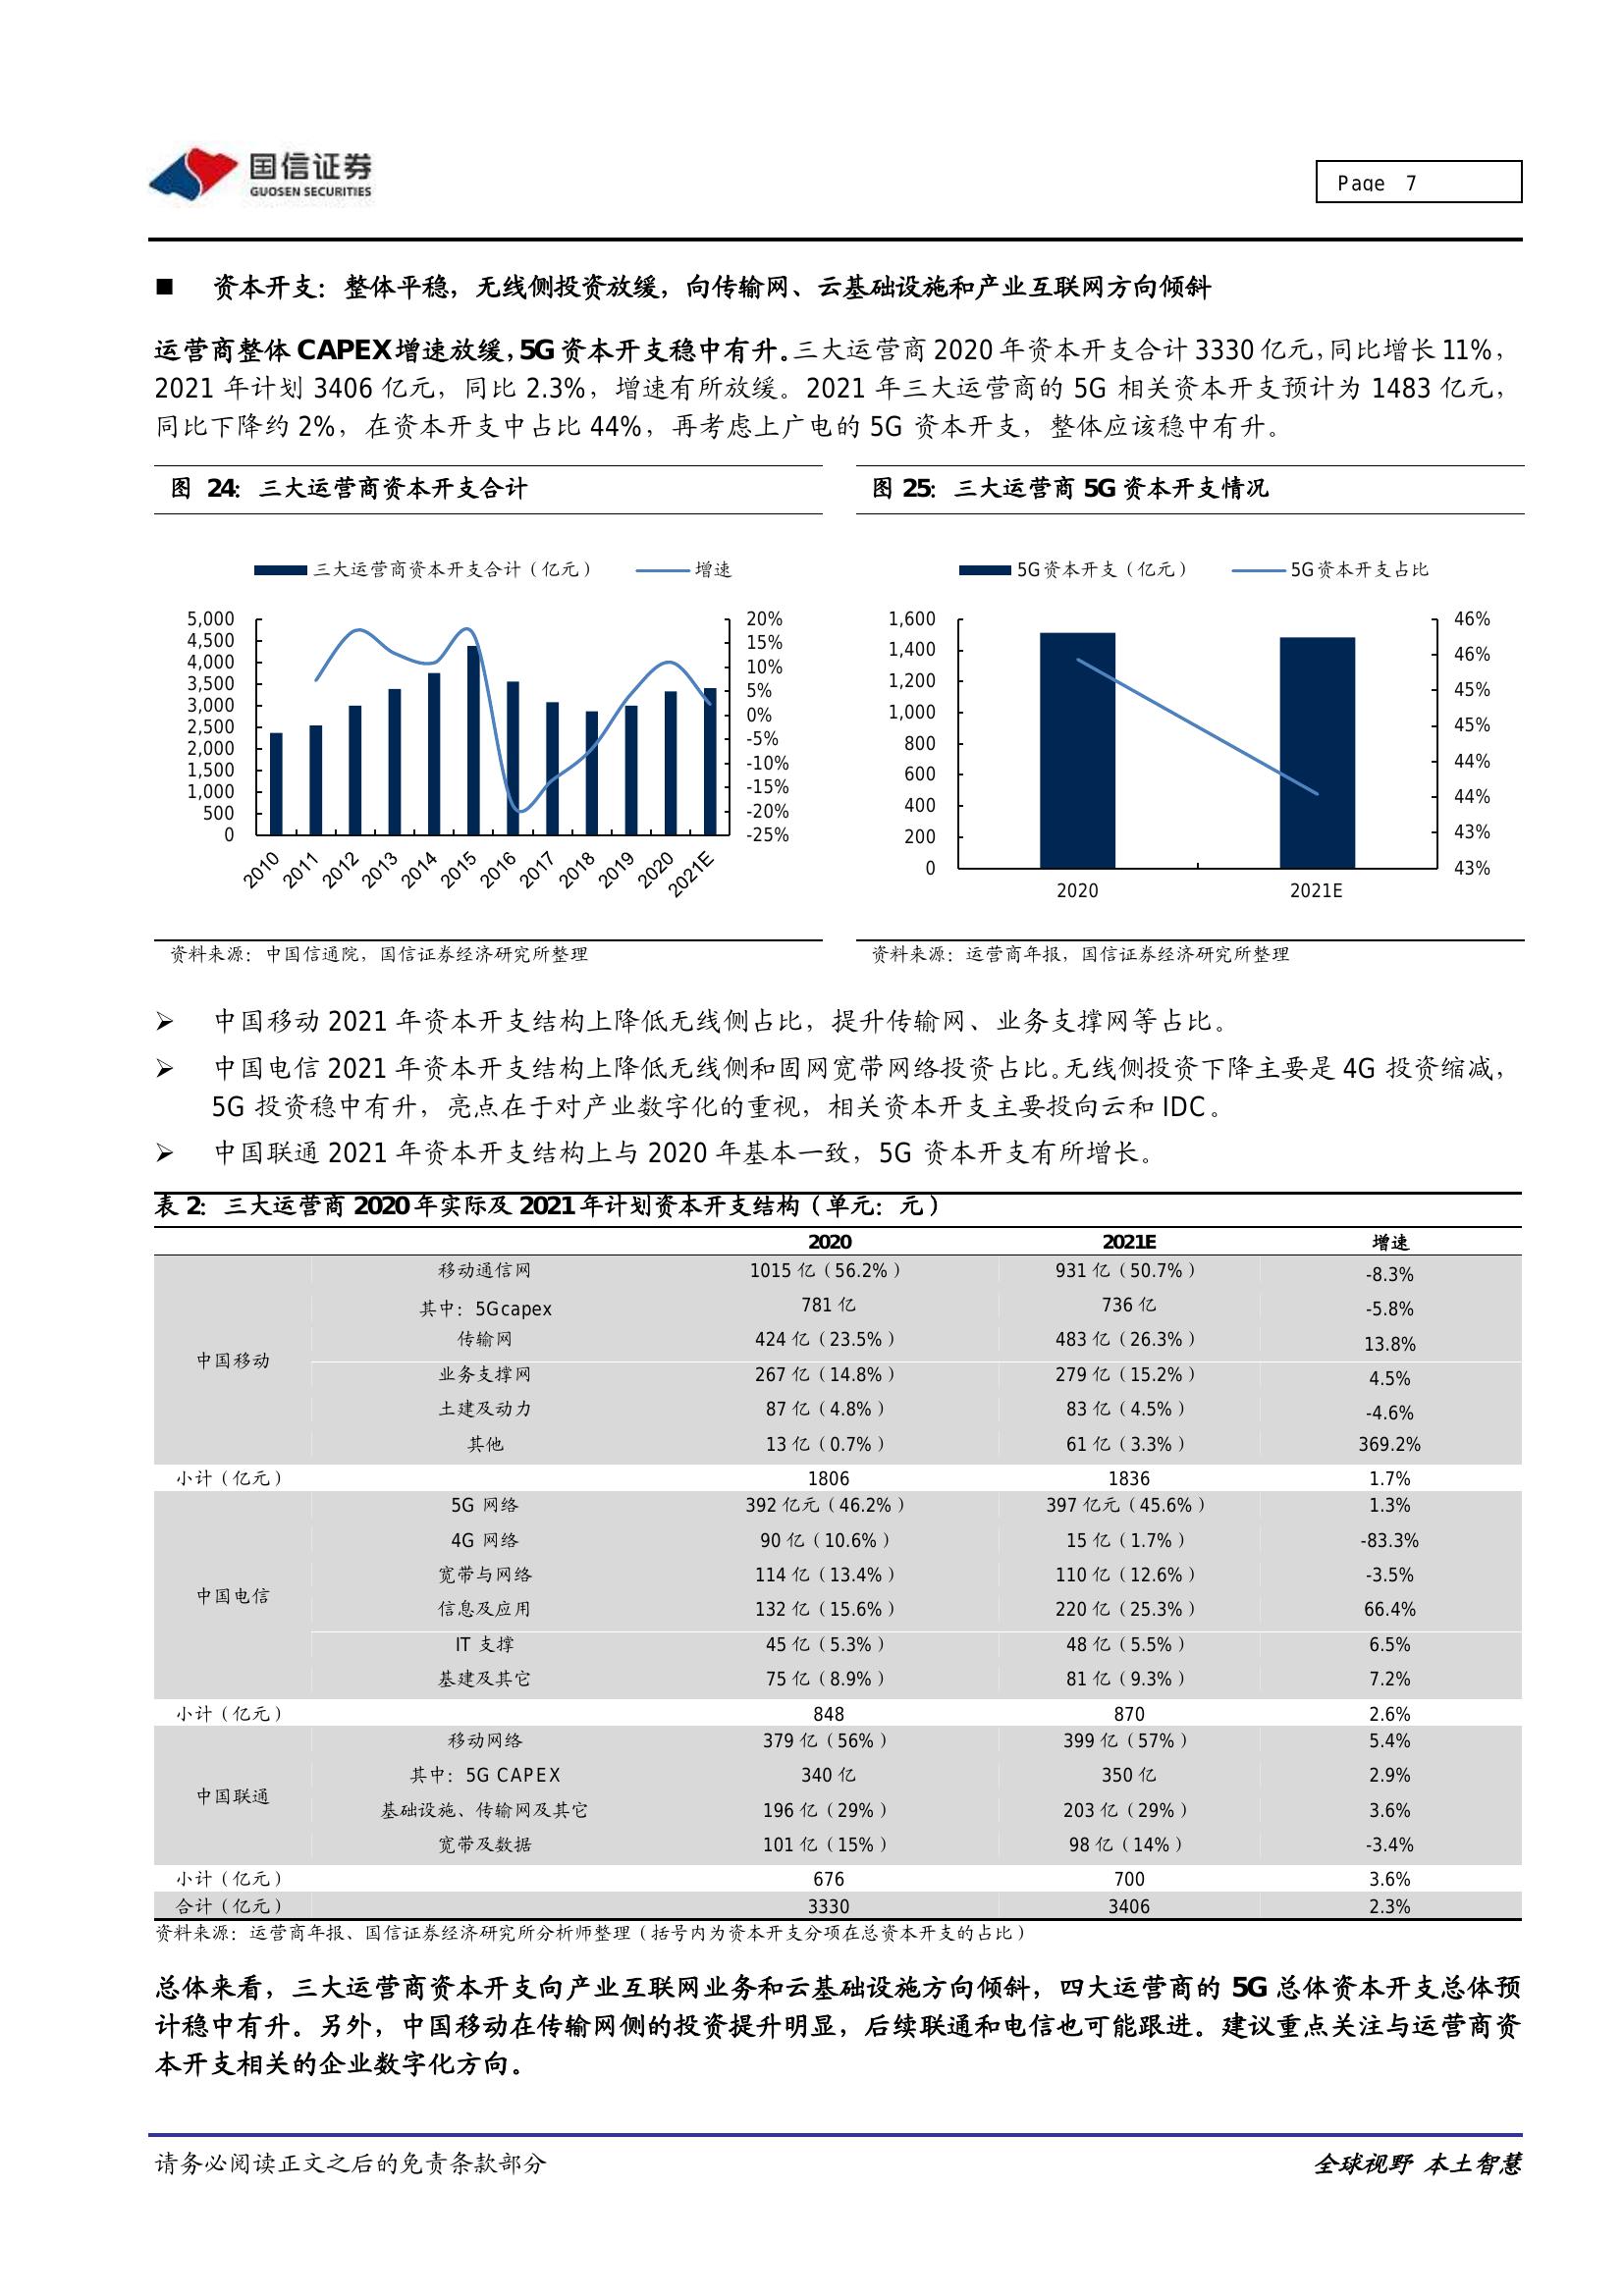 国信证券
GUOSEN SECURITIES
Page 7
■ 资本开支：整体平稳，无线侧投资放缓，向传输网、云基础设施和产业互联网方向倾斜
运营商整体 CAPEX 增速放缓，5G 资本开支稳中有升。三大运营商 2020 年资本开支合计 3330 亿元，同比增长 11%，
2021 年计划 3406 亿元，同比 2.3%，增速有所放缓。2021 年三大运营商的 5G 相关资本开支预计为 1483 亿元，
同比下降约 2%，在资本开支中占比 44%，再考虑上广电的 5G 资本开支，整体应该稳中有升。
图 24：三大运营商资本开支合计
三大运营商资本开支合计（亿元） 增速
5,000
4,500
4,000
3,500
3,000
2,500
2,000
1,500
1,000
500
0
20%
15%
10%
5%
0%
-5%
-10%
-15%
-20%
-25%
2010 2011 2012 2013 2014 2015 2016 2017 2018 2019 2020 2021E
资料来源：中国信通院，国信证券经济研究所整理
图 25：三大运营商 5G 资本开支情况
5G资本开支（亿元） 5G资本开支占比
1,600
1,400
1,200
1,000
800
600
400
200
0
46%
46%
45%
45%
44%
44%
43%
43%
2020 2021E
资料来源：运营商年报，国信证券经济研究所整理
➢ 中国移动 2021 年资本开支结构上降低无线侧占比，提升传输网、业务支撑网等占比。
➢ 中国电信 2021 年资本开支结构上降低无线侧和固网宽带网络投资占比。无线侧投资下降主要是 4G 投资缩减，
5G 投资稳中有升，亮点在于对产业数字化的重视，相关资本开支主要投向云和 IDC。
➢ 中国联通 2021 年资本开支结构上与 2020 年基本一致，5G 资本开支有所增长。
表 2：三大运营商 2020 年实际及 2021 年计划资本开支结构（单元：元）
2020 2021E 增速
中国移动
移动通信网 1015 亿（56.2%） 931 亿（50.7%） -8.3%
其中：5Gcapex 781 亿 736 亿 -5.8%
传输网 424 亿（23.5%） 483 亿（26.3%） 13.8%
业务支撑网 267 亿（14.8%） 279 亿（15.2%） 4.5%
土建及动力 87 亿（4.8%） 83 亿（4.5%） -4.6%
其他 13 亿（0.7%） 61 亿（3.3%） 369.2%
小计（亿元） 1806 1836 1.7%
中国电信
5G 网络 392 亿元（46.2%） 397 亿元（45.6%） 1.3%
4G 网络 90 亿（10.6%） 15 亿（1.7%） -83.3%
宽带与网络 114 亿（13.4%） 110 亿（12.6%） -3.5%
信息及应用 132 亿（15.6%） 220 亿（25.3%） 66.4%
IT 支撑 45 亿（5.3%） 48 亿（5.5%） 6.5%
基建及其它 75 亿（8.9%） 81 亿（9.3%） 7.2%
小计（亿元） 848 870 2.6%
中国联通
移动网络 379 亿（56%） 399 亿（57%） 5.4%
其中：5G CAPEX 340 亿 350 亿 2.9%
基础设施、传输网及其它 196 亿（29%） 203 亿（29%） 3.6%
宽带及数据 101 亿（15%） 98 亿（14%） -3.4%
小计（亿元） 676 700 3.6%
合计（亿元） 3330 3406 2.3%
资料来源：运营商年报、国信证券经济研究所分析师整理（括号内为资本开支分项在总资本开支的占比）
总体来看，三大运营商资本开支向产业互联网业务和云基础设施方向倾斜，四大运营商的 5G 总体资本开支总体预
计稳中有升。另外，中国移动在传输网侧的投资提升明显，后续联通和电信也可能跟进。建议重点关注与运营商资
本开支相关的企业数字化方向。
请务必阅读正文之后的免责条款部分
全球视野 本土智慧